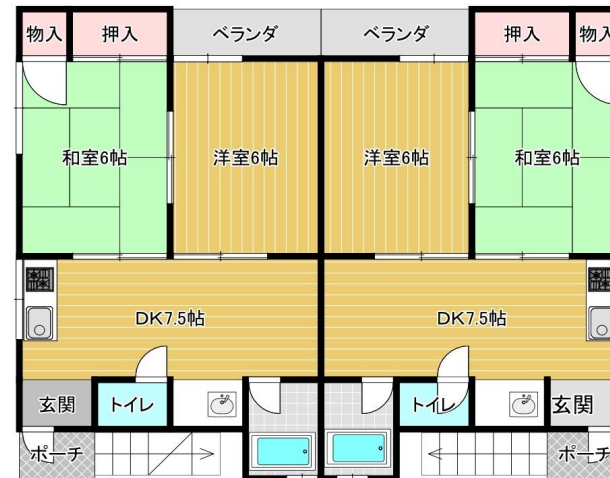 物入 押入 ベランダ ベランダ 押入 物入
和室6帖 洋室6帖 洋室6帖 和室6帖
DK7.5帖 DK7.5帖
玄関 トイレ トイレ 玄関
ポーチ ポーチ